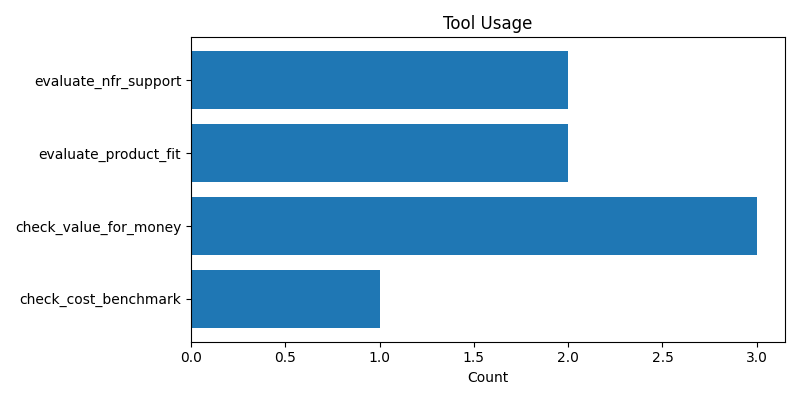 Tool Usage
evaluate_nfr_support
evaluate_product_fit
check_value_for_money
check_cost_benchmark
0.0 0.5 1.0 1.5 2.0 2.5 3.0
Count